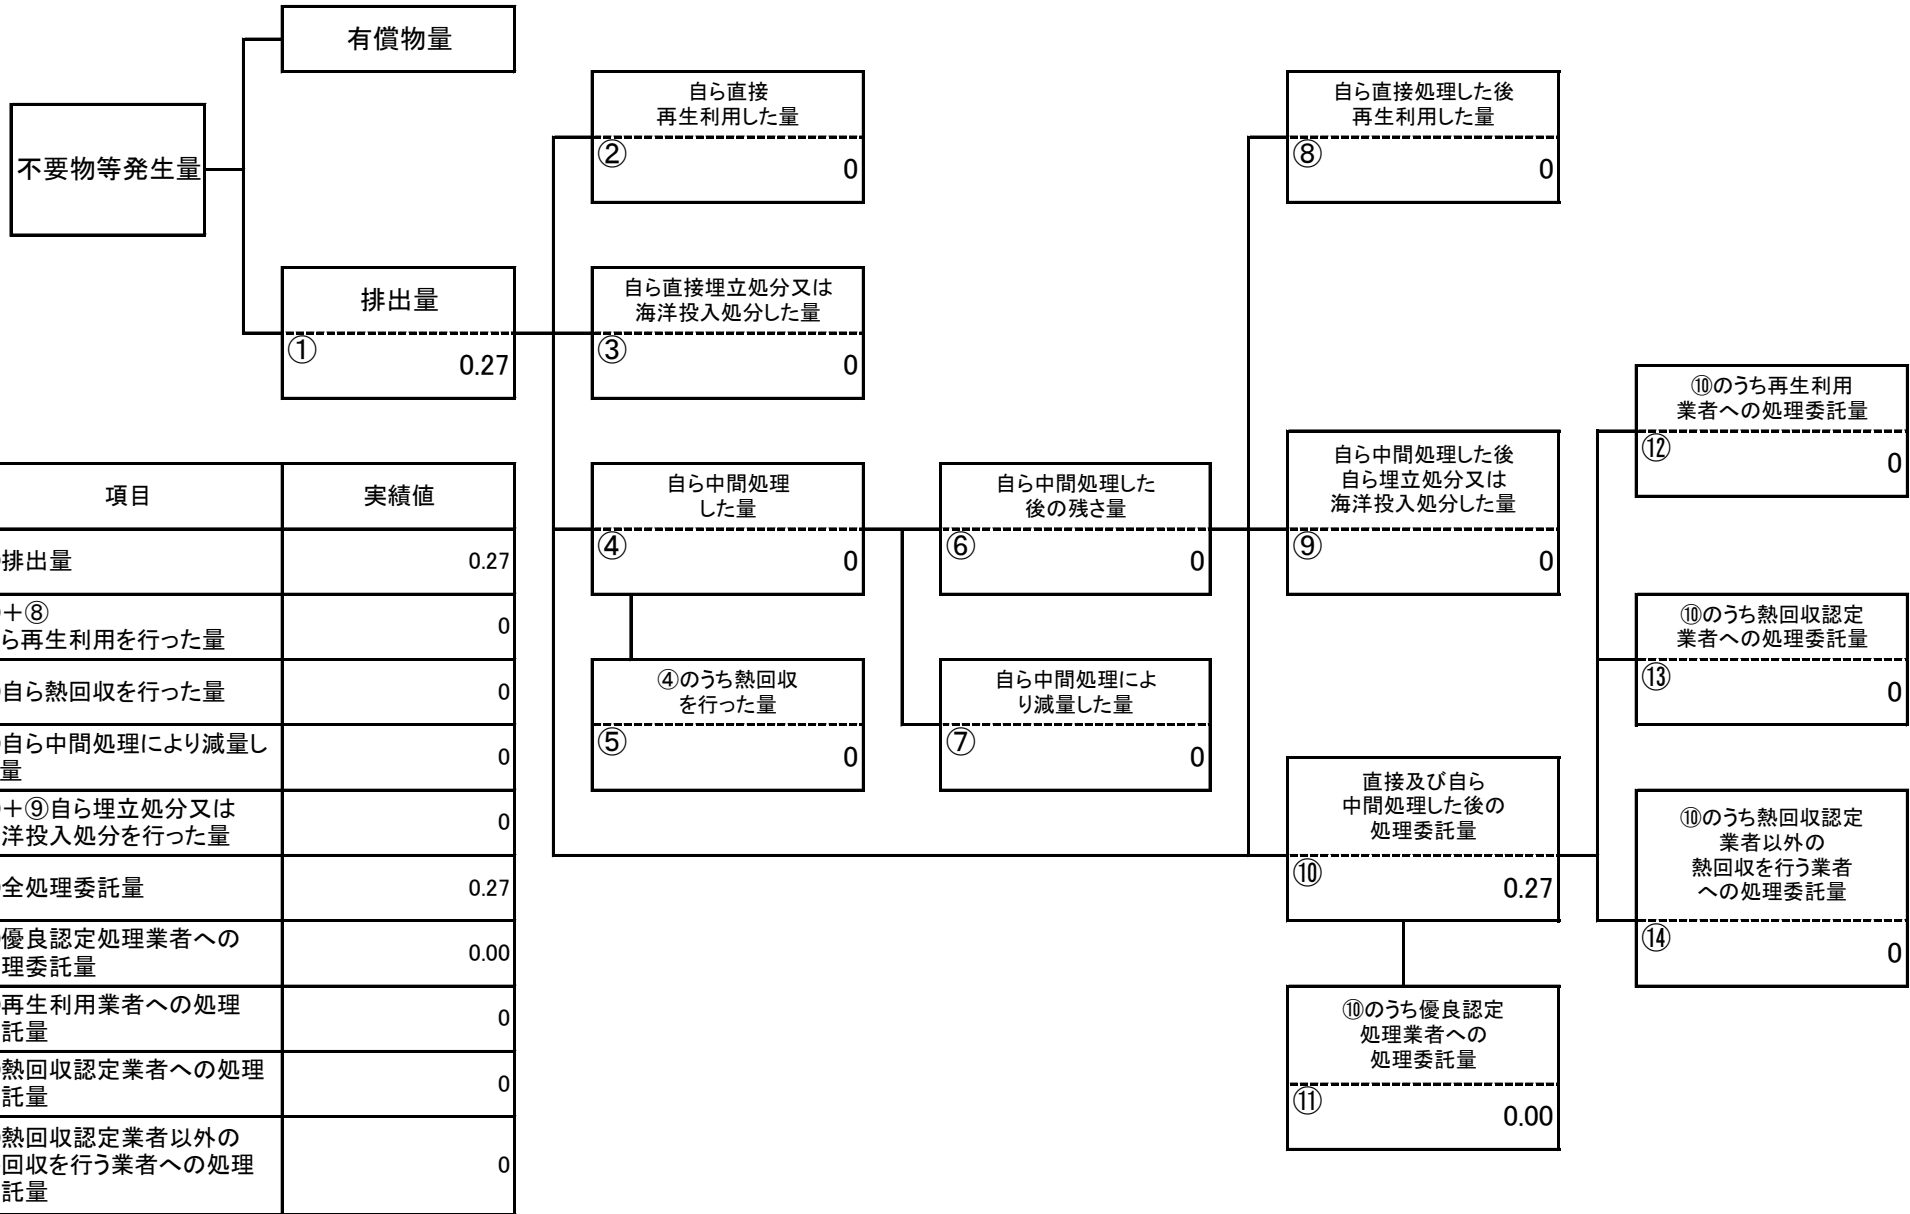 有償物量
不要物等発生量
排出量
①
0.27
自ら直接
再生利用した量
②
0
自ら直接埋立処分又は
海洋投入処分した量
③
0
自ら中間処理
した量
④
0
④のうち熱回収
を行った量
⑤
0
自ら中間処理した
後の残さ量
⑥
0
自ら中間処理によ
り減量した量
⑦
0
自ら直接処理した後
再生利用した量
⑧
0
自ら中間処理した後
自ら埋立処分又は
海洋投入処分した量
⑨
0
直接及び自ら
中間処理した後の
処理委託量
⑩
0.27
⑩のうち優良認定
処理業者への
処理委託量
⑪
0.00
⑩のうち再生利用
業者への処理委託量
⑫
0
⑩のうち熱回収認定
業者への処理委託量
⑬
0
⑩のうち熱回収認定
業者以外の
熱回収を行う業者
への処理委託量
⑭
0
項目 実績値
排出量 0.27
+⑧
ら再生利用を行った量 0
自ら熱回収を行った量 0
自ら中間処理により減量し
量 0
+⑨自ら埋立処分又は
洋投入処分を行った量 0
全処理委託量 0.27
優良認定処理業者への
理委託量 0.00
再生利用業者への処理
託量 0
熱回収認定業者への処理
託量 0
熱回収認定業者以外の
回収を行う業者への処理
託量 0